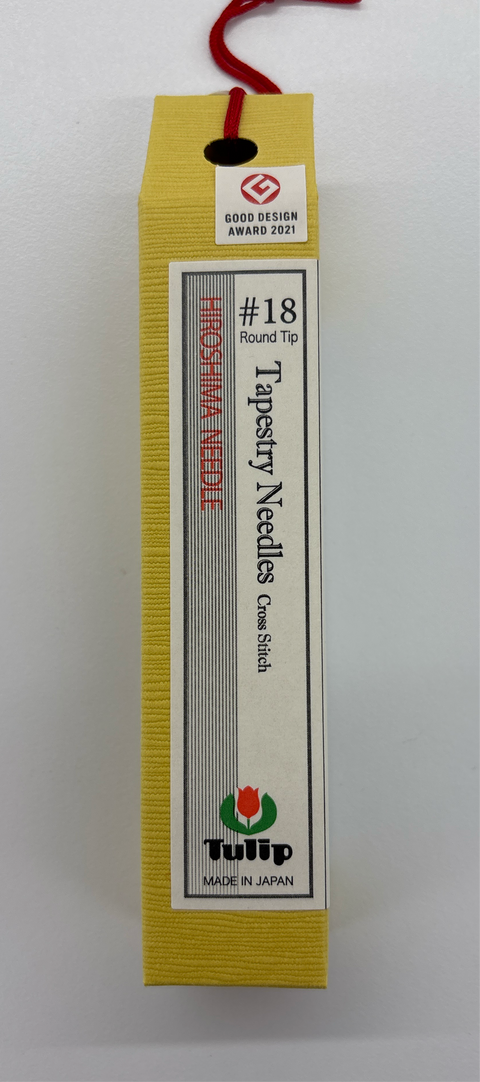 GOOD DESIGN
AWARD 2021
#18
Round Tip
HIROSHIMA NEEDLE
Tapestry Needles Cross Stitch
Tulip
MADE IN JAPAN